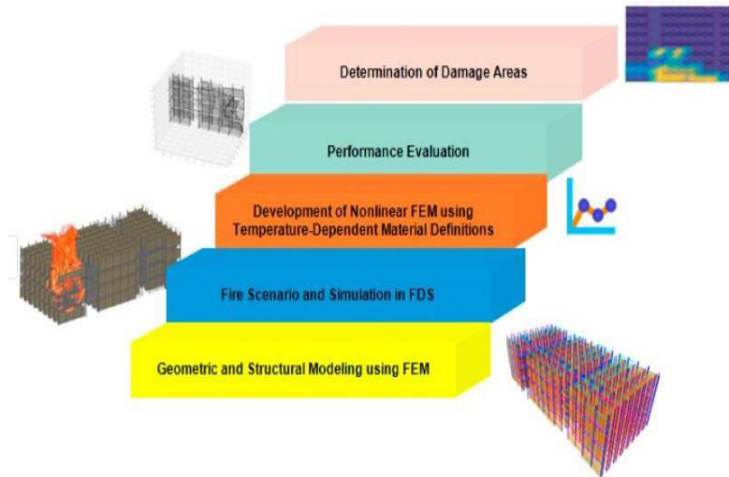 Determination of Damage Areas
Performance Evaluation
Development of Nonlinear FEM using
Temperature-Dependent Material Definitions
Fire Scenario and Simulation in FDS
Geometric and Structural Modeling using FEM